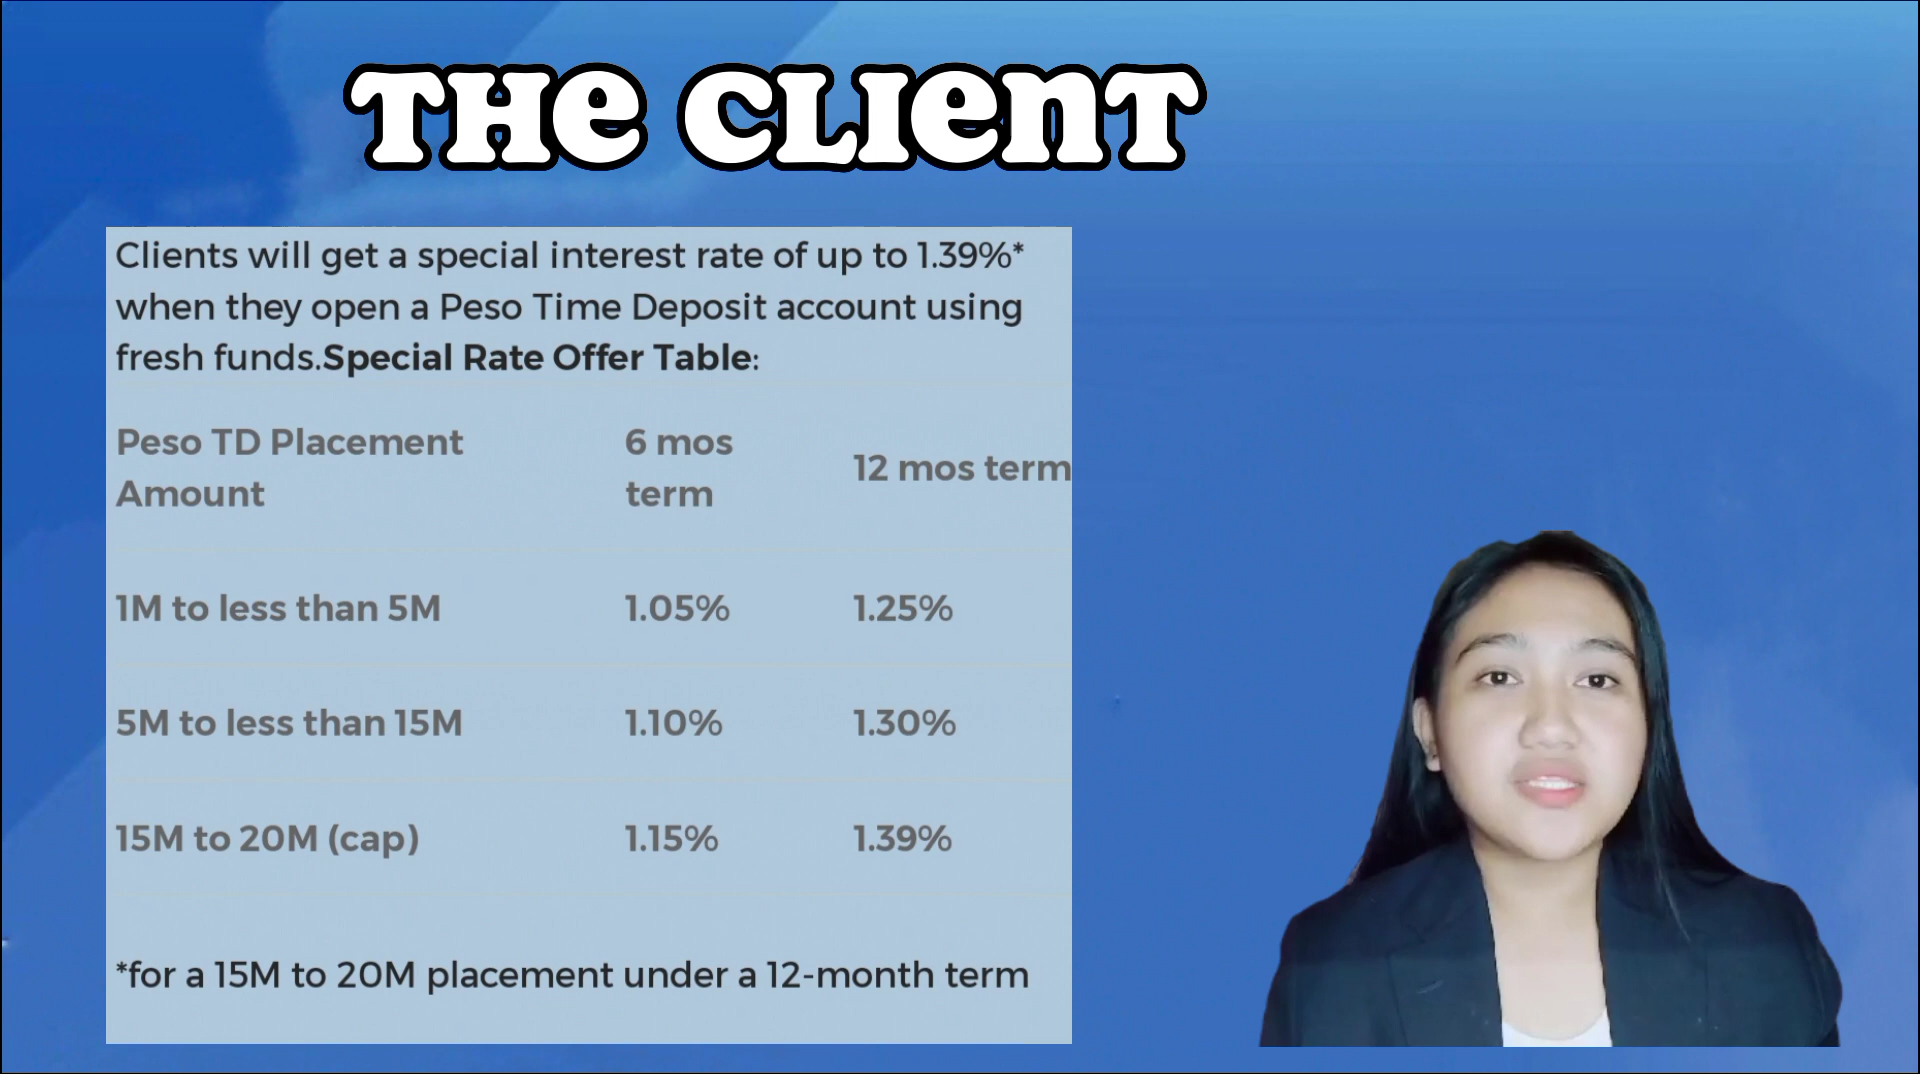 THE CLIENT
Clients will get a special interest rate of up to 1.39%*
when they open a Peso Time Deposit account using
fresh funds.Special Rate Offer Table:
Peso TD Placement Amount 6 mos term 12 mos term
1M to less than 5M 1.05% 1.25%
5M to less than 15M 1.10% 1.30%
15M to 20M (cap) 1.15% 1.39%
*for a 15M to 20M placement under a 12-month term